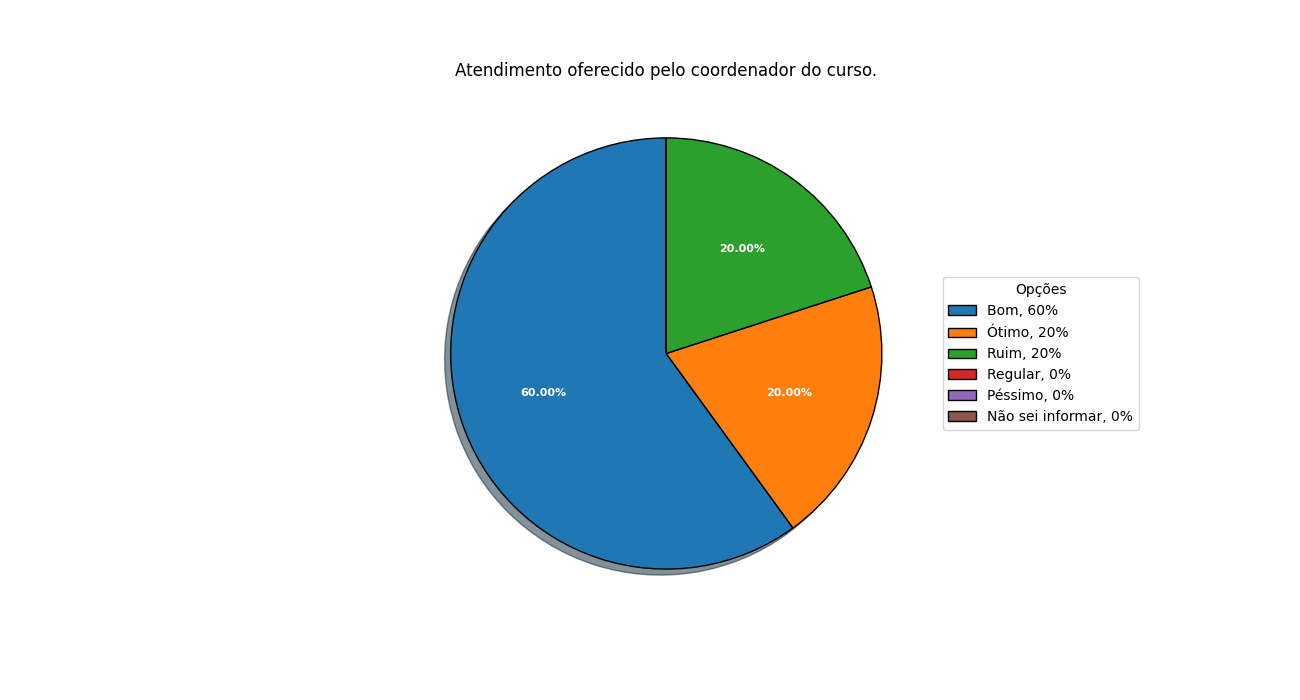 Atendimento oferecido pelo coordenador do curso.
20.00%
60.00%
20.00%
Opções
Bom, 60%
Ótimo, 20%
Ruim, 20%
Regular, 0%
Péssimo, 0%
Não sei informar, 0%